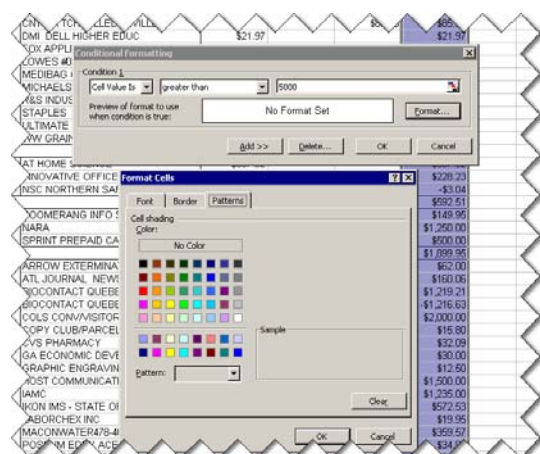 DMI DELL HIGHER EDUC $21.97 $21.97
Conditional Formatting
Condition 1
Cell Value Is greater than 5000
Preview of format to use
when condition is true:
No Format Set
Format...
Add >> Delete... OK Cancel
LOWES
MEDIBAG
MICHAELS
STAPLES
ULTIMATE
AT HOME
INNOVATIVE OFFICE $228.23
NSC NORTHERN SAF -$3.04
$592.51
BOOMERANG INFO $149.95
NARA $1,250.00
SPRINT PREPAID CA $500.00
$1,899.95
ARROW EXTERMINA $62.00
ATL JOURNAL NEWS $160.06
BIOCONTACT QUEBE $1,219.21
BIOCONTACT QUEBE -$1,216.63
COLS CONV/VISITOR $2,000.00
COPY CLUB/PARCEL $15.80
CVS PHARMACY $32.09
GA ECONOMIC DEVE $30.00
GRAPHIC ENGRAVIN $12.50
HOST COMMUNICATI $1,500.00
IAMC $1,235.00
IKON IMS - STATE OF $572.53
LABORCHEX INC $19.95
MACONWATER478-4 $359.57
Format Cells
Font Border Patterns
Cell shading
Color:
No Color
Sample
Pattern:
Clear
OK Cancel